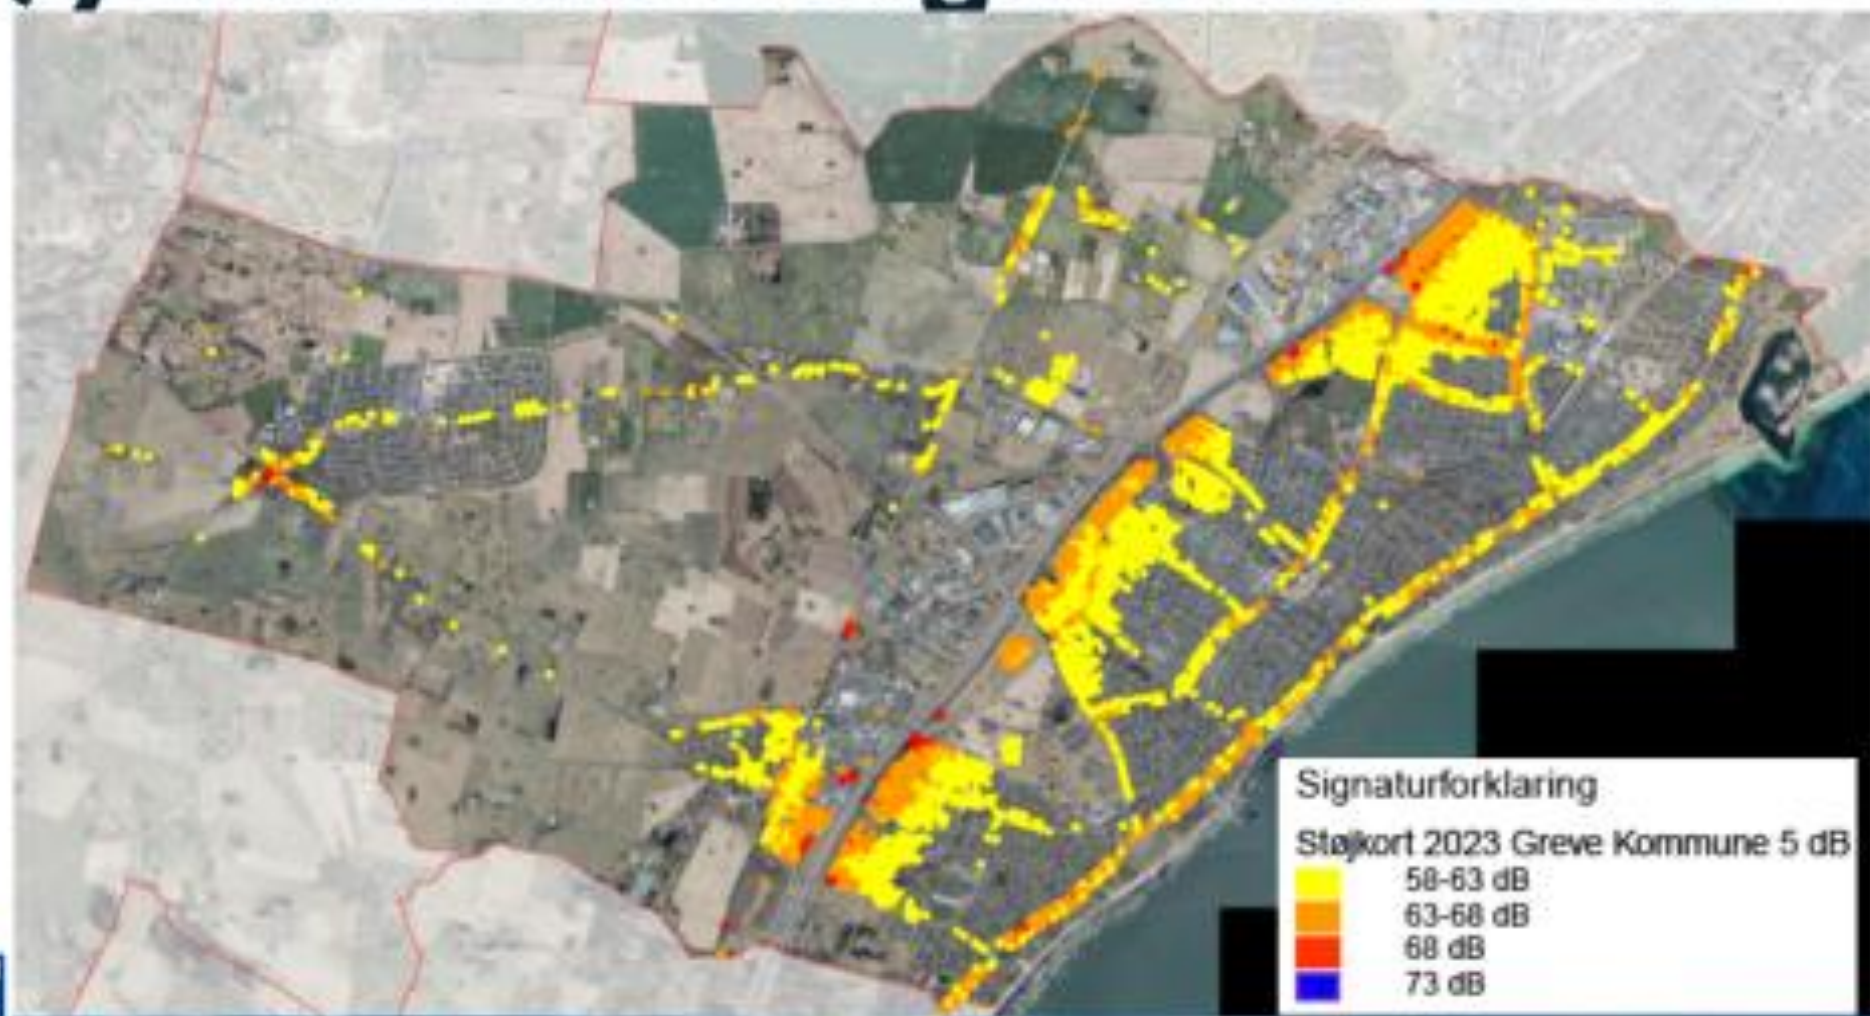 Signaturforklaring
Støjkort 2023 Greve Kommune 5 dB
58-63 dB
63-68 dB
68 dB
73 dB